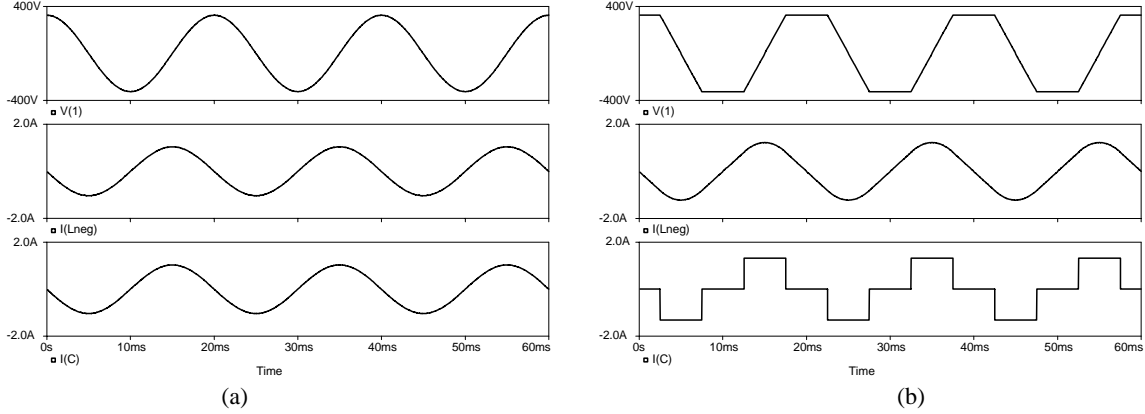 400V
-400V
V(1)
2.0A
-2.0A
I(Lneg)
2.0A
-2.0A
0s 10ms 20ms 30ms 40ms 50ms 60ms
I(C)
Time
(a)
400V
-400V
V(1)
2.0A
-2.0A
I(Lneg)
2.0A
-2.0A
0s 10ms 20ms 30ms 40ms 50ms 60ms
I(C)
Time
(b)